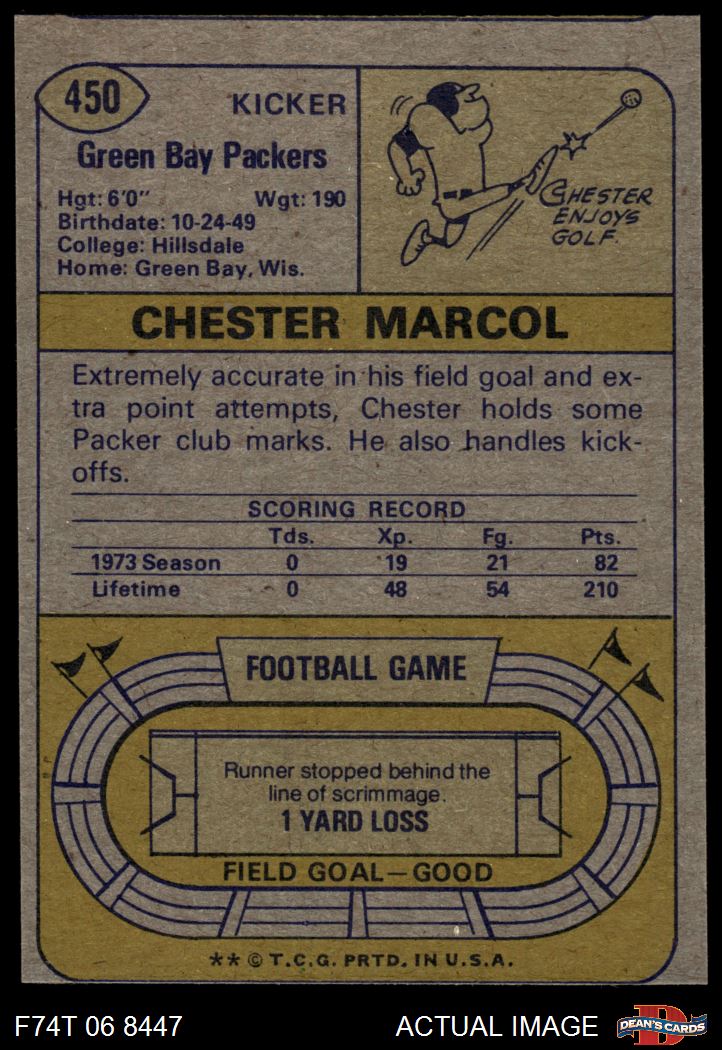 450
KICKER
Green Bay Packers
Hgt: 6'0" Wgt: 190
Birthdate: 10-24-49
College: Hillsdale
Home: Green Bay, Wis.
CHESTER
ENJOYS
GOLF.
CHESTER MARCOL
Extremely accurate in his field goal and ex-
tra point attempts, Chester holds some
Packer club marks. He also handles kick-
offs.
SCORING RECORD
Tds. Xp. Fg. Pts.
1973 Season 0 19 21 82
Lifetime 0 48 54 210
FOOTBALL GAME
Runner stopped behind the
line of scrimmage.
1 YARD LOSS
FIELD GOAL—GOOD
** © T.C.G. PRTD. IN U.S.A.
F74T 06 8447 ACTUAL IMAGE
D
DEAN'S CARDS